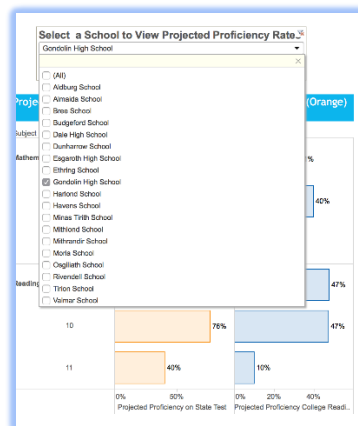 Select a School to View Projected Proficiency Rate..
Gondolin High School
(All)
Aldburg School
Almaida School
Bree School
Budgeford School
Dale High School
Dunharrow School
Esgaroth High School
Ethring School
Gondolin High School
Harlond School
Havens School
Minas Tirith School
Mithlond School
Mithrandir School
Moria School
Osgiliath School
Rivendell School
Tirion School
Valmar School
Projec
(Orange)
Subject
Mathem
1%
40%
Reading
47%
10
76%
47%
11
40%
10%
0%
50%
0%
20%
40%
Projected Proficiency on State Test
Projected Proficiency College Readi..